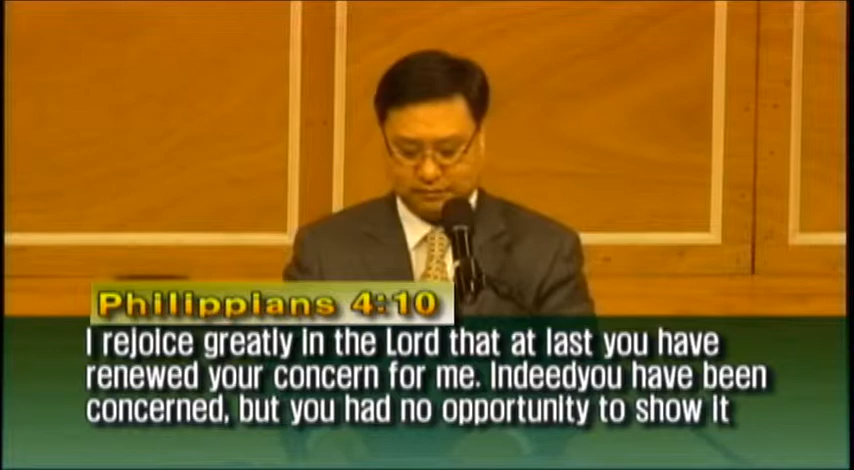 Philippians 4:10
I rejoice greatly in the Lord that at last you have
renewed your concern for me. Indeedyou have been
concerned, but you had no opportunity to show it